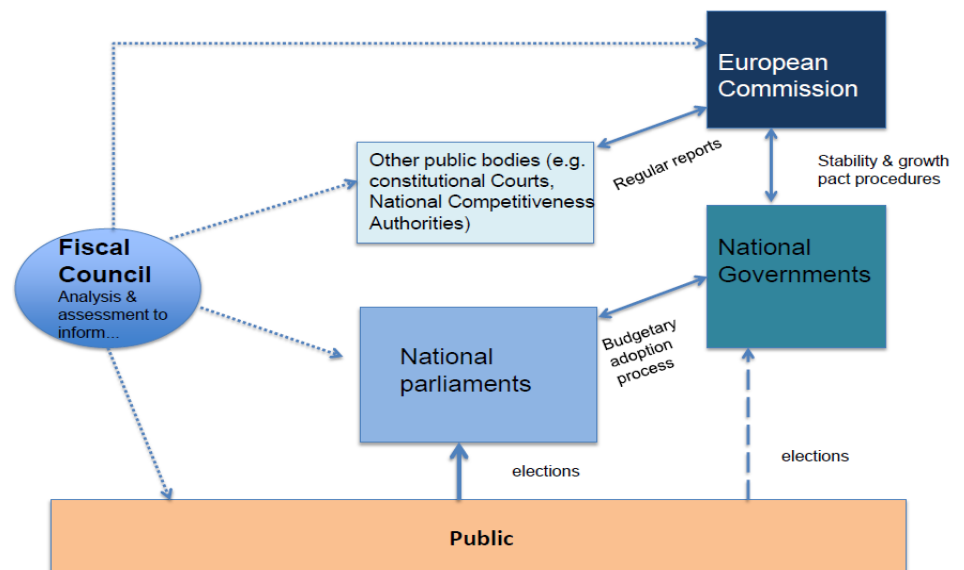 European
Commission
Other public bodies (e.g.
constitutional Courts,
National Competitiveness
Authorities)
Regular reports
Stability & growth
pact procedures
Fiscal
Council
Analysis &
assessment to
inform...
National
Governments
National
parliaments
Budgetary
adoption
process
elections
elections
Public